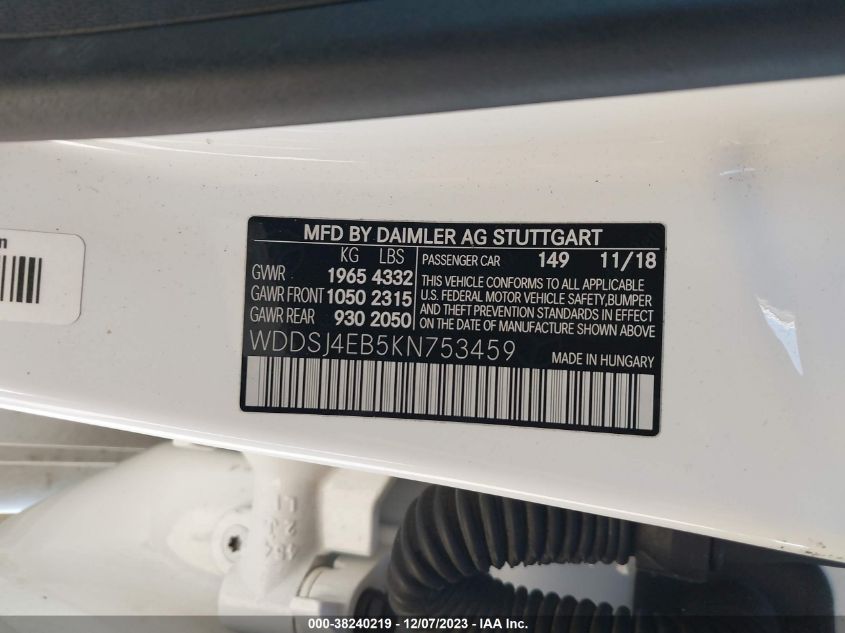 n
MFD BY DAIMLER AG STUTTGART
KG LBS
GVWR 1965 4332
GAWR FRONT 1050 2315
GAWR REAR 930 2050
PASSENGER CAR 149 11/18
THIS VEHICLE CONFORMS TO ALL APPLICABLE
U.S. FEDERAL MOTOR VEHICLE SAFETY, BUMPER
AND THEFT PREVENTION STANDARDS IN EFFECT
ON THE DATE OF MANUFACTURE SHOWN ABOVE
WDDSJ4EB5KN753459
MADE IN HUNGARY
000-38240219 - 12/07/2023 - IAA Inc.